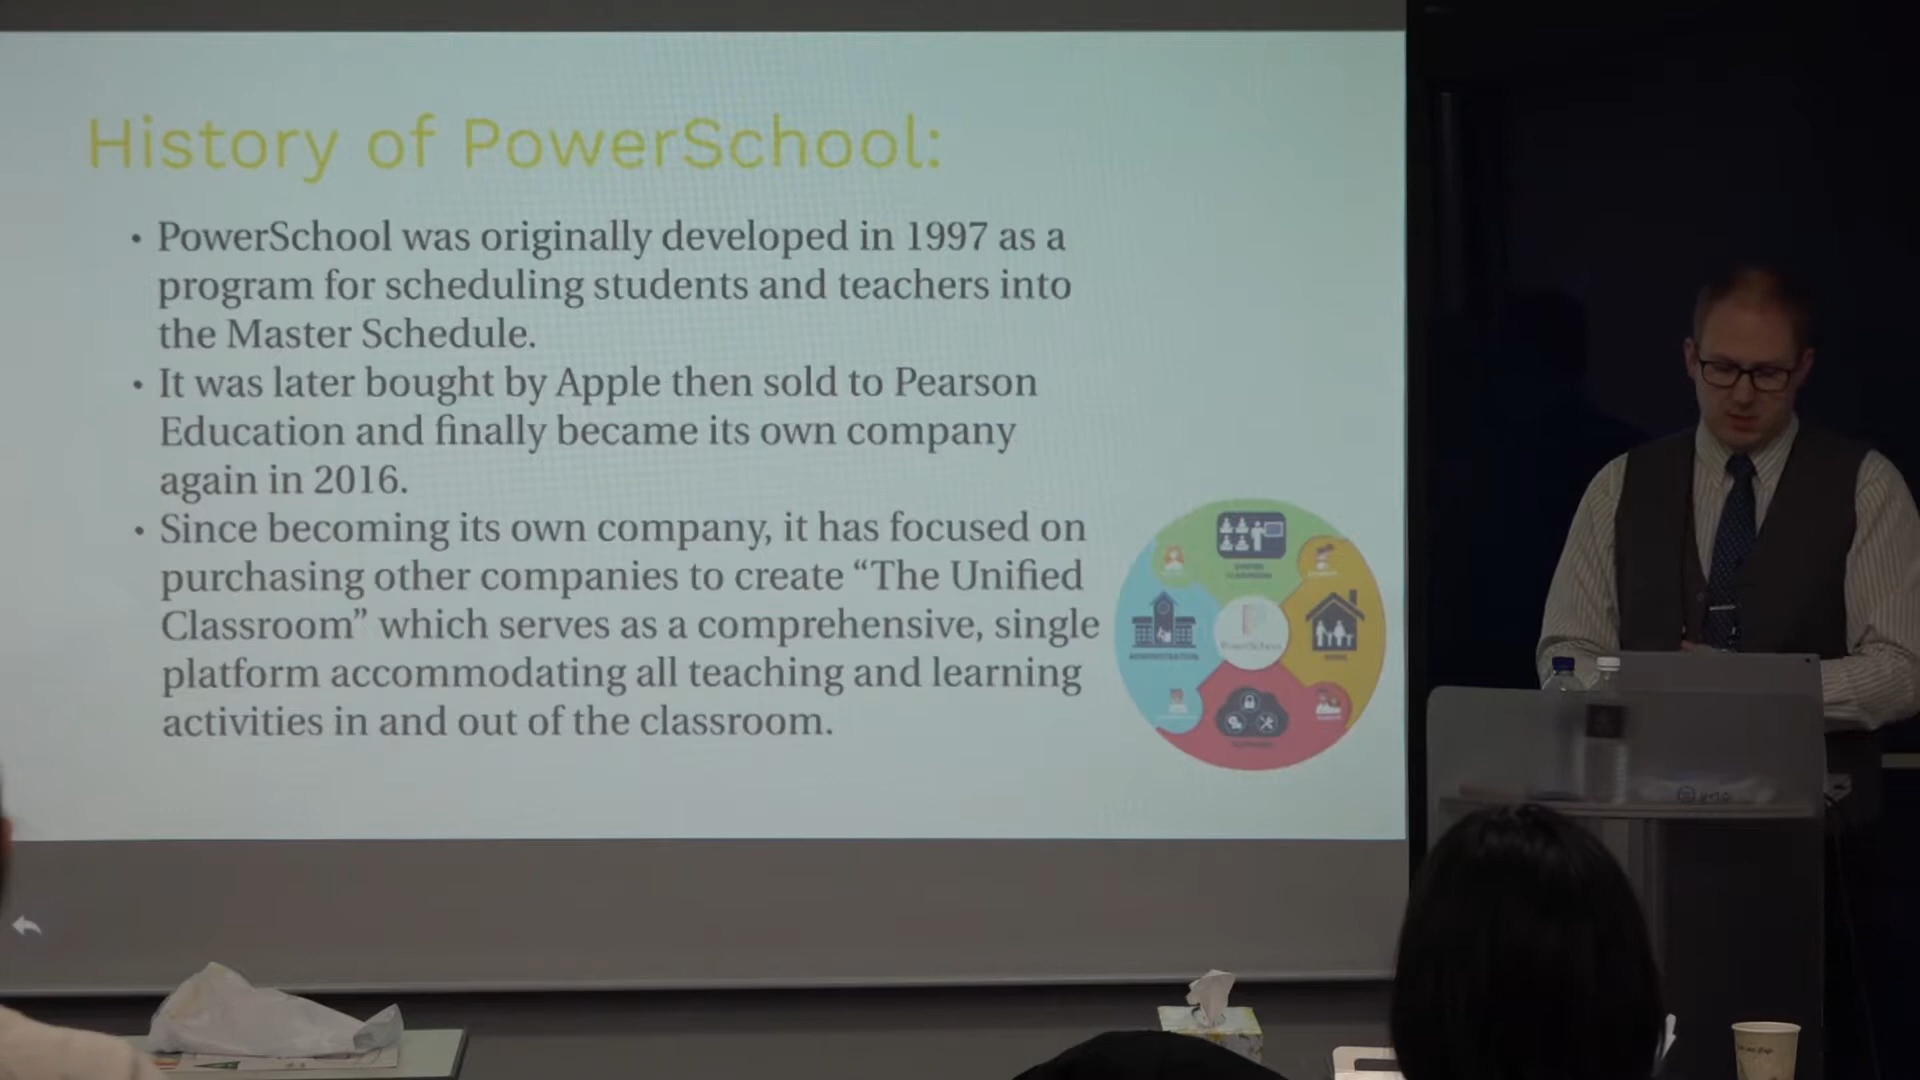 History of PowerSchool:
• PowerSchool was originally developed in 1997 as a
program for scheduling students and teachers into
the Master Schedule.
• It was later bought by Apple then sold to Pearson
Education and finally became its own company
again in 2016.
• Since becoming its own company, it has focused on
purchasing other companies to create “The Unified
Classroom” which serves as a comprehensive, single
platform accommodating all teaching and learning
activities in and out of the classroom.
ADMINISTRATION
PowerSchool
HOME